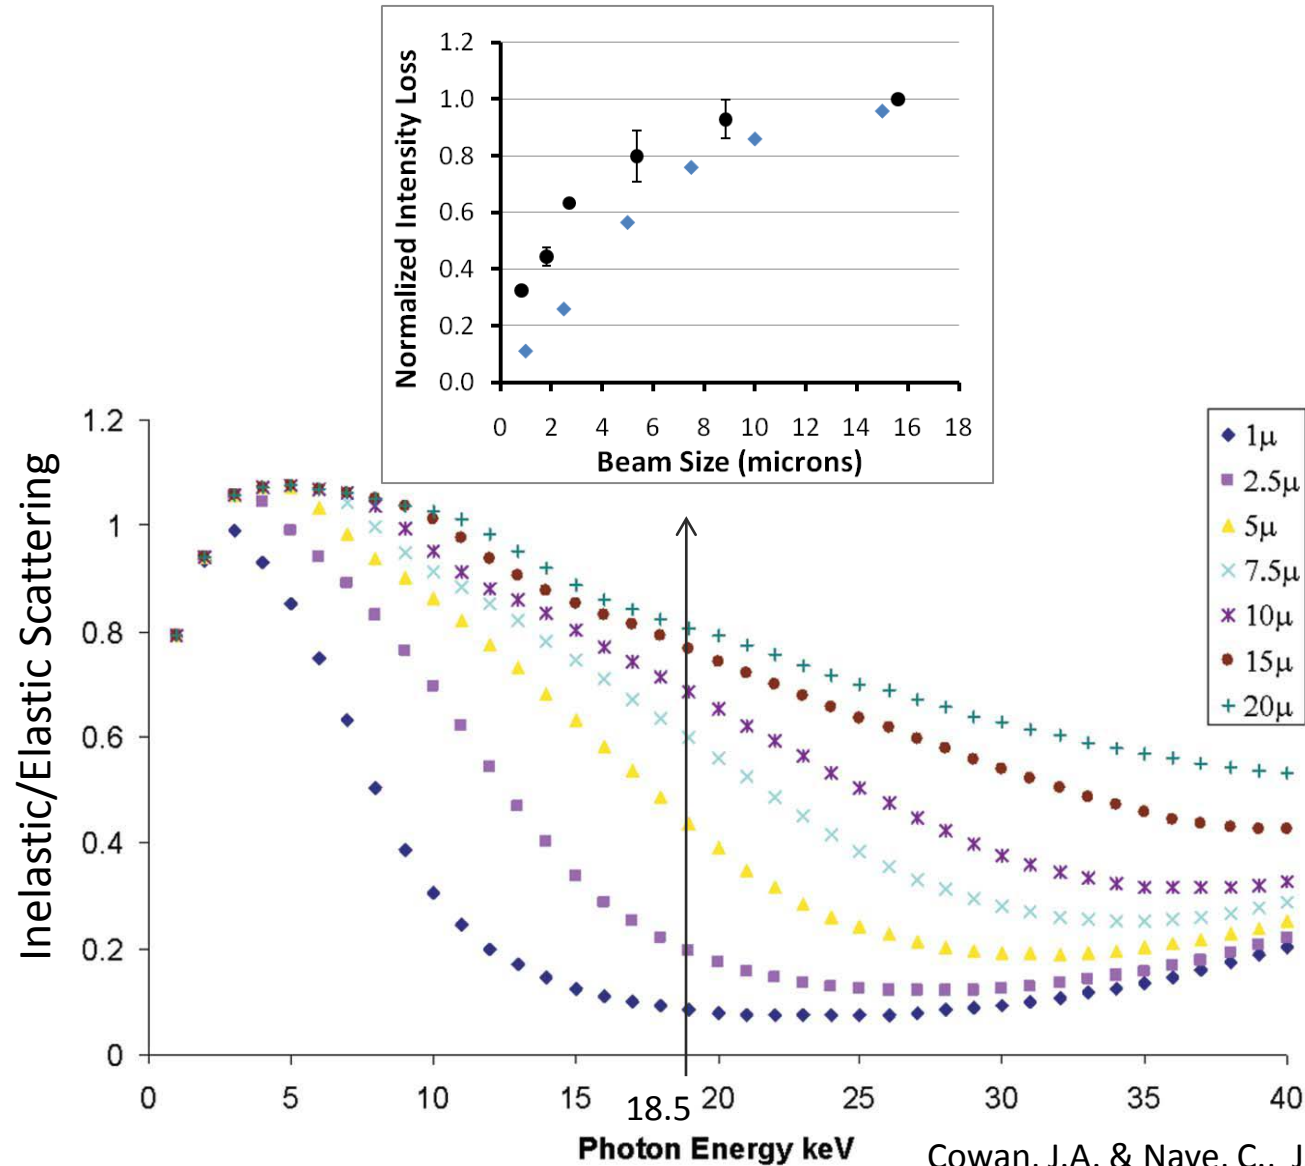 Normalized Intensity Loss
1.2
1.0
0.8
0.6
0.4
0.2
0.0
0 2 4 6 8 10 12 14 16 18
Beam Size (microns)
Inelastic/Elastic Scattering
1.2
1
0.8
0.6
0.4
0.2
0
1μ
2.5μ
5μ
7.5μ
10μ
15μ
20μ
0 5 10 15 18.5 20 25 30 35 40
Photon Energy keV
Cowan, J.A. & Nave, C., J